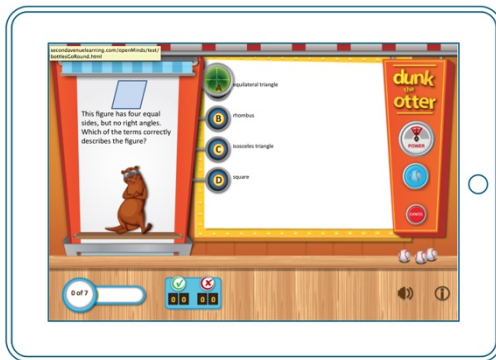 secondavenuelearning.com/openMinds/test/
bottlesGoRound.html
This figure has four equal
sides, but no right angles.
Which of the terms correctly
describes the figure?
A equilateral triangle
B rhombus
C isosceles triangle
D square
dunk
the
otter
POWER
CANCEL
0 of 7
0 0 0 0
i